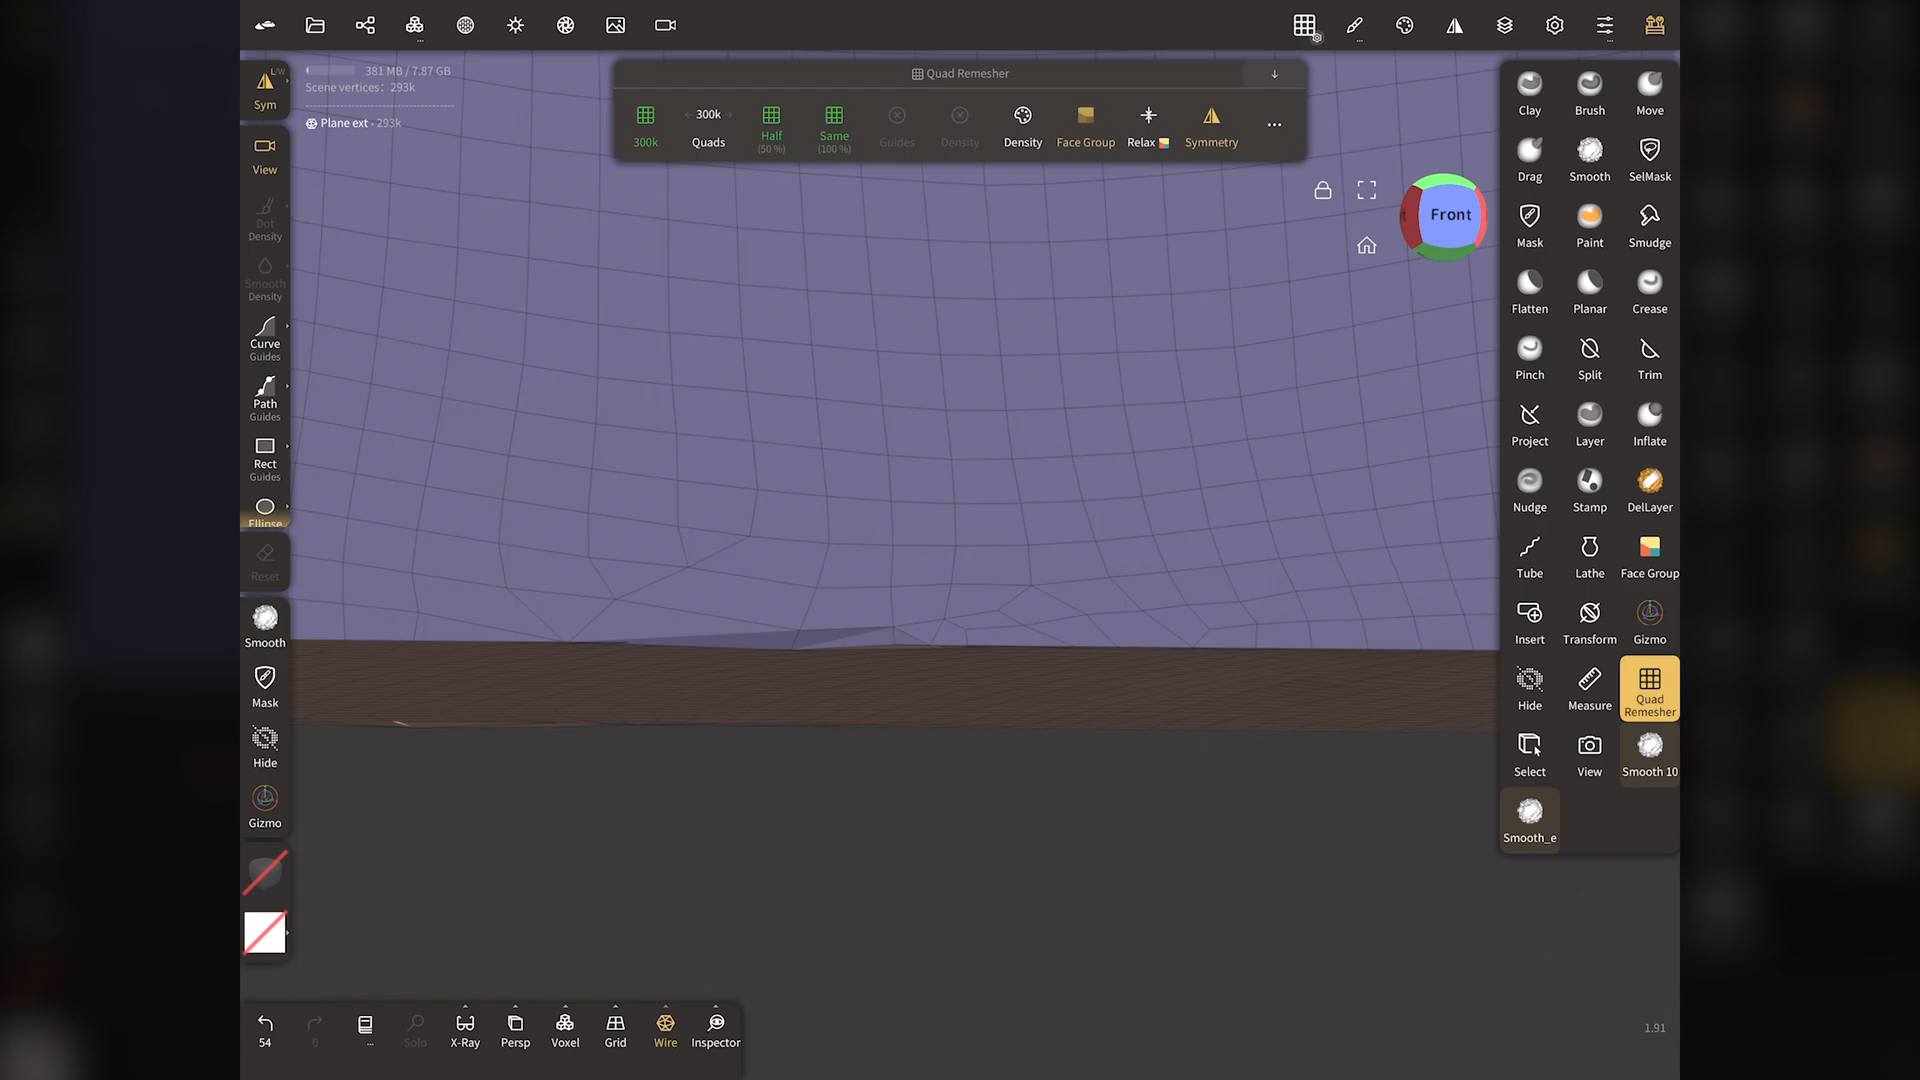 L/W
Sym
View
Dot
Density
Smooth
Density
Curve
Guides
Path
Guides
Rect
Guides
Ellipse
Reset
Smooth
Mask
Hide
Gizmo
381 MB / 7.87 GB
Scene vertices: 293k
Plane ext • 293k
Quad Remesher
300k
300k
Quads
Half
(50 %)
Same
(100 %)
Guides
Density
Density
Face Group
Relax
Symmetry
...
Front
Clay
Brush
Move
Drag
Smooth
SelMask
Mask
Paint
Smudge
Flatten
Planar
Crease
Pinch
Split
Trim
Project
Layer
Inflate
Nudge
Stamp
DelLayer
Tube
Lathe
Face Group
Insert
Transform
Gizmo
Hide
Measure
Quad
Remesher
Select
View
Smooth 10
Smooth_e
54
0
...
Solo
X-Ray
Persp
Voxel
Grid
Wire
Inspector
1.91